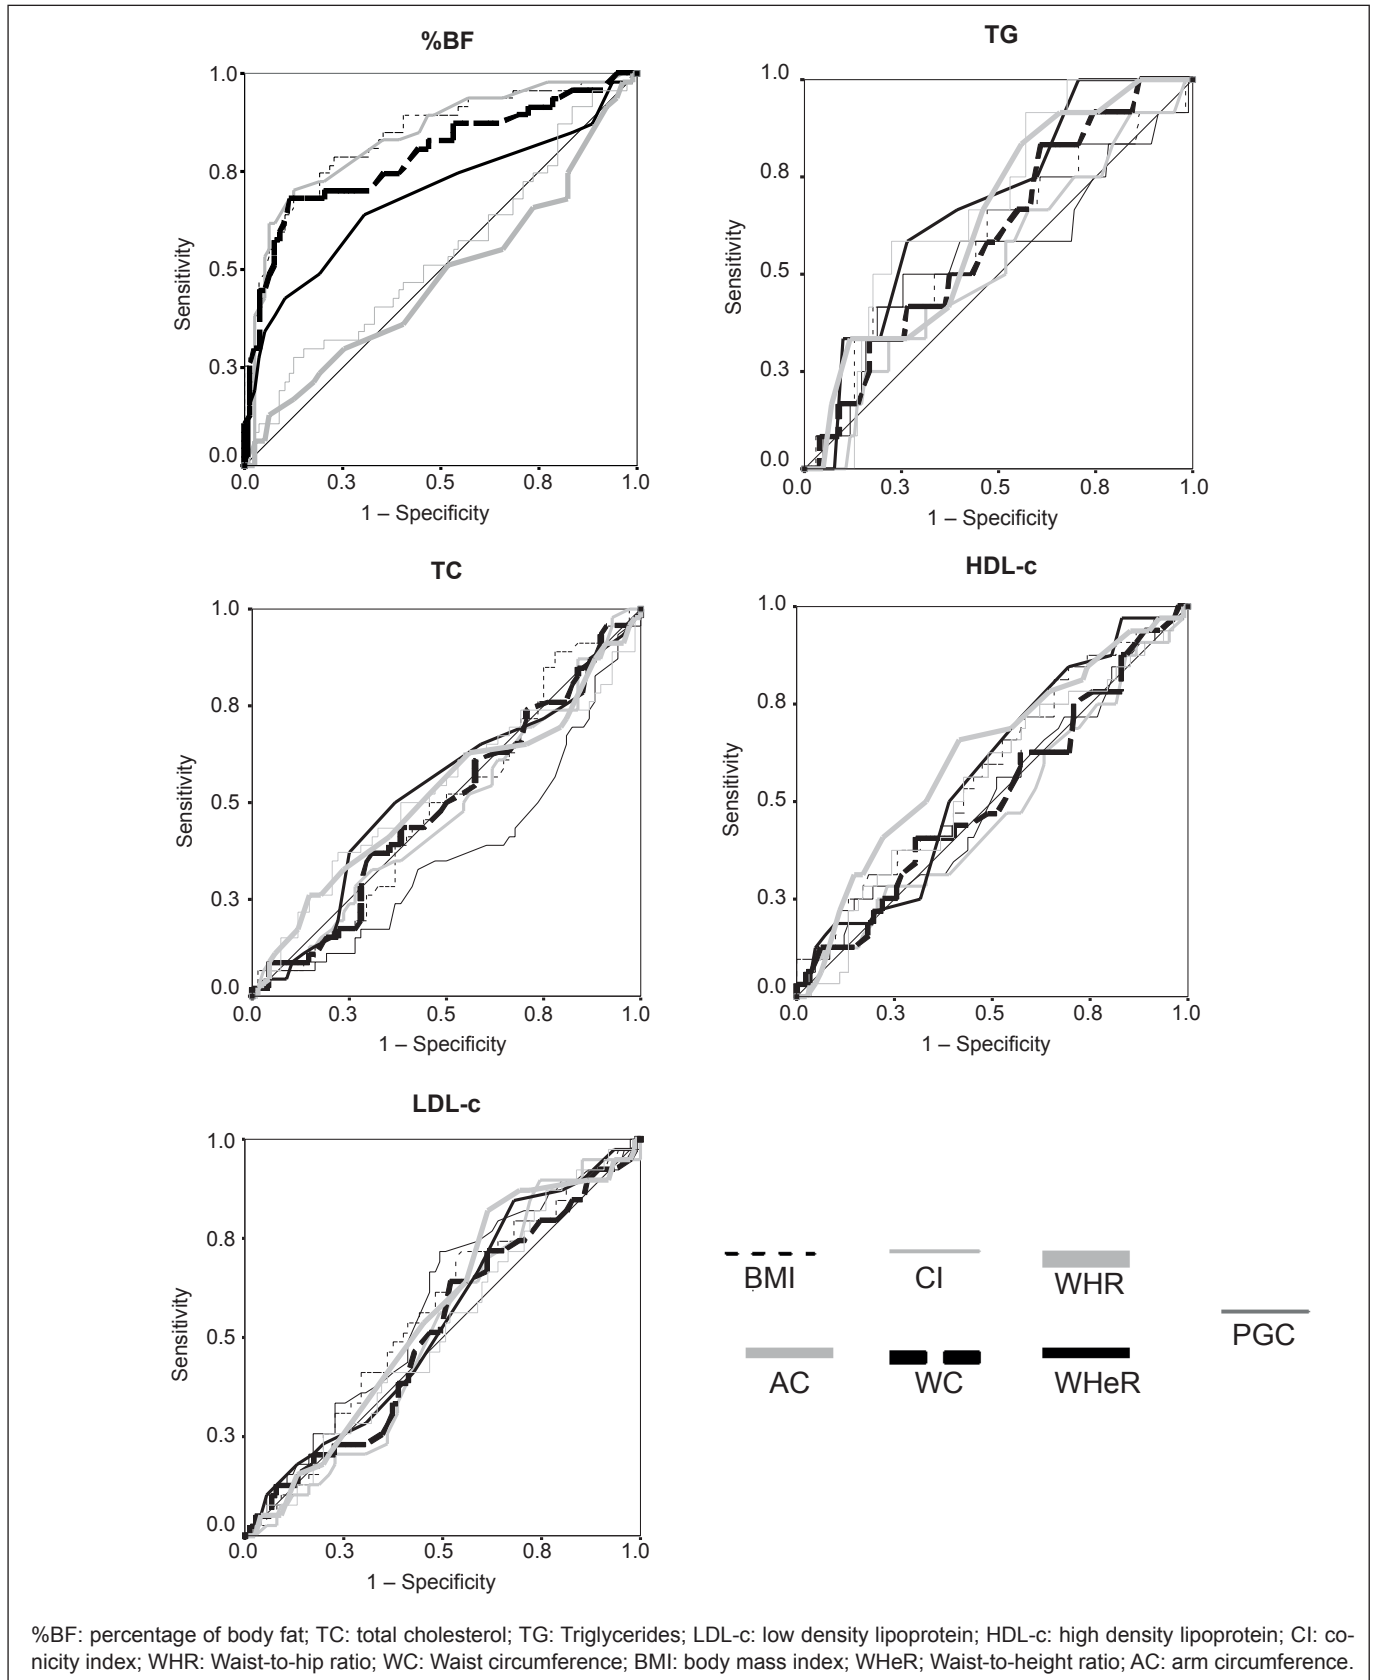 %BF
1.0
0.8
0.5
0.3
0.0
Sensitivity
0.0 0.3 0.5 0.8 1.0
1 – Specificity
TG
1.0
0.8
0.5
0.3
0.0
Sensitivity
0.0 0.3 0.5 0.8 1.0
1 – Specificity
TC
1.0
0.8
0.5
0.3
0.0
Sensitivity
0.0 0.3 0.5 0.8 1.0
1 – Specificity
HDL-c
1.0
0.8
0.5
0.3
0.0
Sensitivity
0.0 0.3 0.5 0.8 1.0
1 – Specificity
LDL-c
1.0
0.8
0.5
0.3
0.0
Sensitivity
0.0 0.3 0.5 0.8 1.0
1 – Specificity
BMI CI WHR
PGC
AC WC WHeR
%BF: percentage of body fat; TC: total cholesterol; TG: Triglycerides; LDL-c: low density lipoprotein; HDL-c: high density lipoprotein; CI: co-
nicity index; WHR: Waist-to-hip ratio; WC: Waist circumference; BMI: body mass index; WHeR; Waist-to-height ratio; AC: arm circumference.